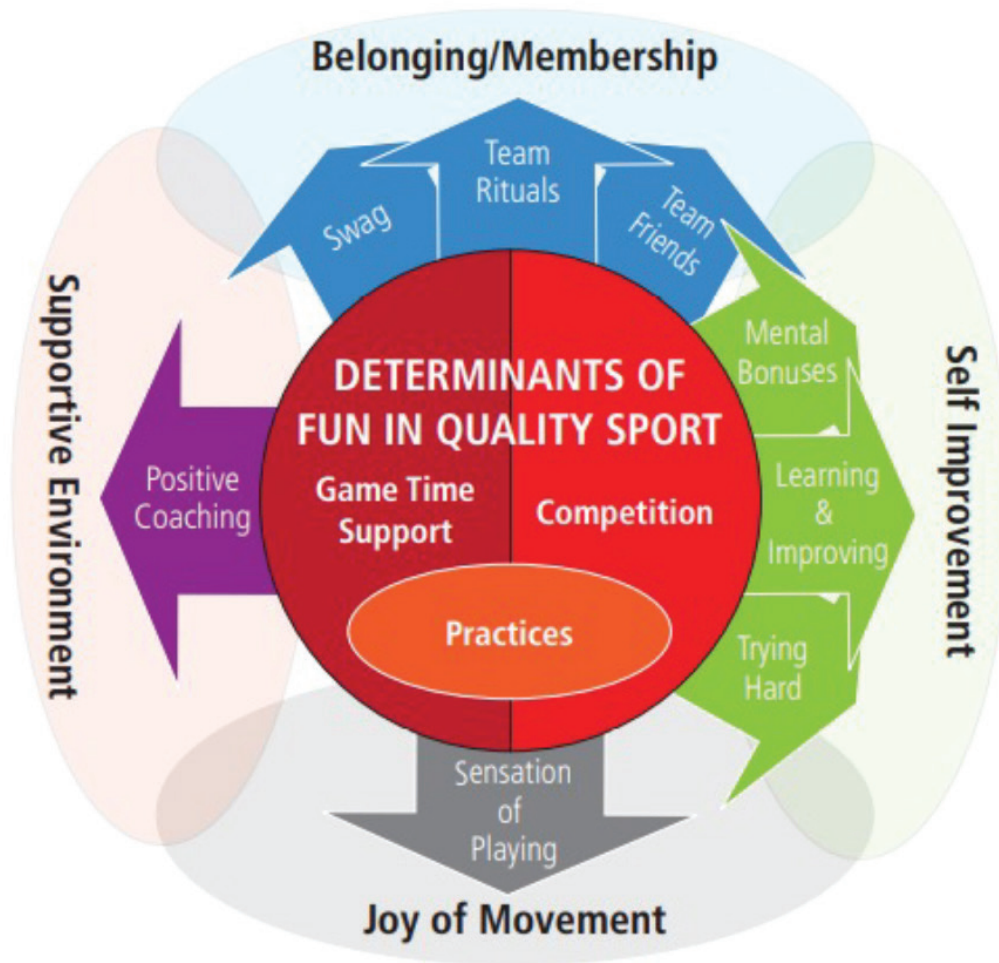 Belonging/Membership
Swag
Team
Rituals
Team
Friends
Supportive Environment
Positive
Coaching
DETERMINANTS OF
FUN IN QUALITY SPORT
Game Time
Support
Competition
Practices
Mental
Bonuses
Learning
&
Improving
Trying
Hard
Self Improvement
Sensation
of
Playing
Joy of Movement